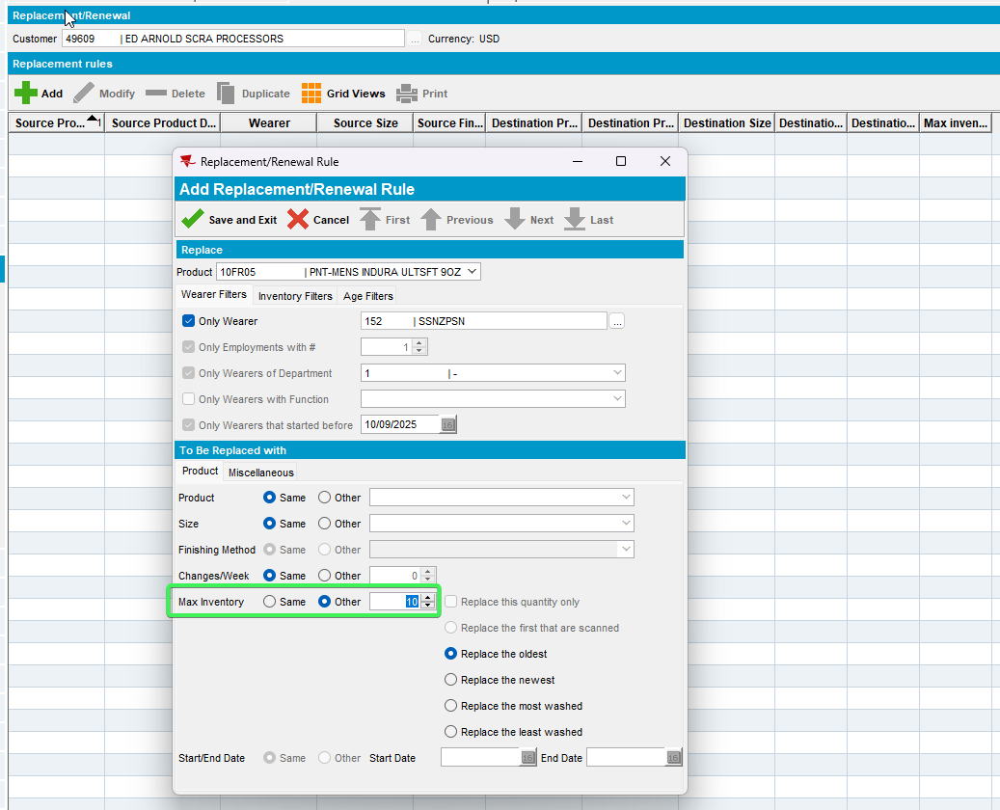 Replacement/Renewal
Customer 49609 | ED ARNOLD SCRA PROCESSORS ... Currency: USD
Replacement rules
Add Modify Delete Duplicate Grid Views Print
Source Pro... 1 Source Product D... Wearer Source Size Source Fin... Destination Pr... Destination Pr... Destination Size Destinatio... Destinatio... Max inven...
Replacement/Renewal Rule
Add Replacement/Renewal Rule
Save and Exit Cancel First Previous Next Last
Replace
Product 10FR05 | PNT-MENS INDURA ULTSFT 9OZ
Wearer Filters Inventory Filters Age Filters
Only Wearer 152 | SSNZPSN ...
Only Employments with # 1
Only Wearers of Department 1 | -
Only Wearers with Function
Only Wearers that started before 10/09/2025 16
To Be Replaced with
Product Miscellaneous
Product Same Other
Size Same Other
Finishing Method Same Other
Changes/Week Same Other 0
Max Inventory Same Other 10 Replace this quantity only
Replace the first that are scanned
Replace the oldest
Replace the newest
Replace the most washed
Replace the least washed
Start/End Date Same Other Start Date 16 End Date 16